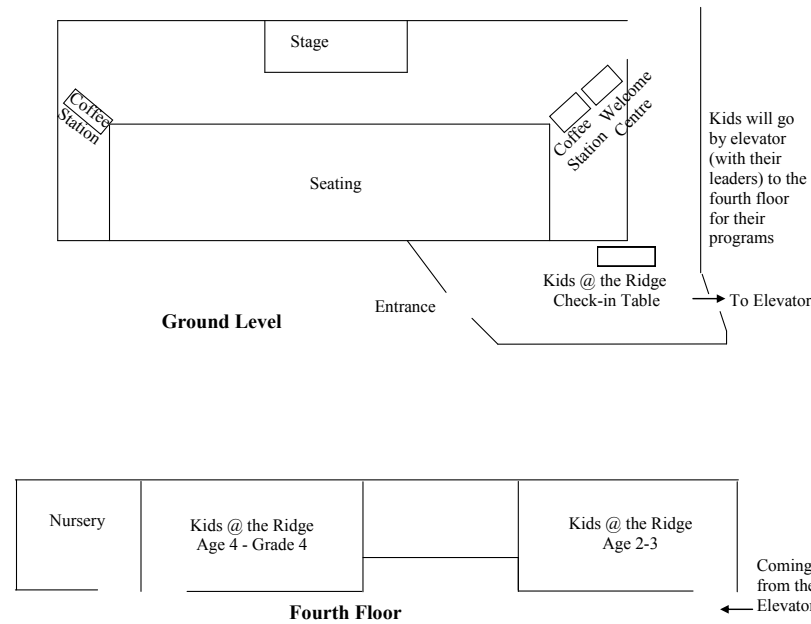 Stage
Coffee
Station
Coffee
Station
Welcome
Centre
Kids will go
by elevator
(with their
leaders) to the
fourth floor
for their
programs
Seating
Kids @ the Ridge
Check-in Table
Entrance
To Elevator
Ground Level
Nursery
Kids @ the Ridge
Age 4 - Grade 4
Kids @ the Ridge
Age 2-3
Coming
from the
Elevator
Fourth Floor